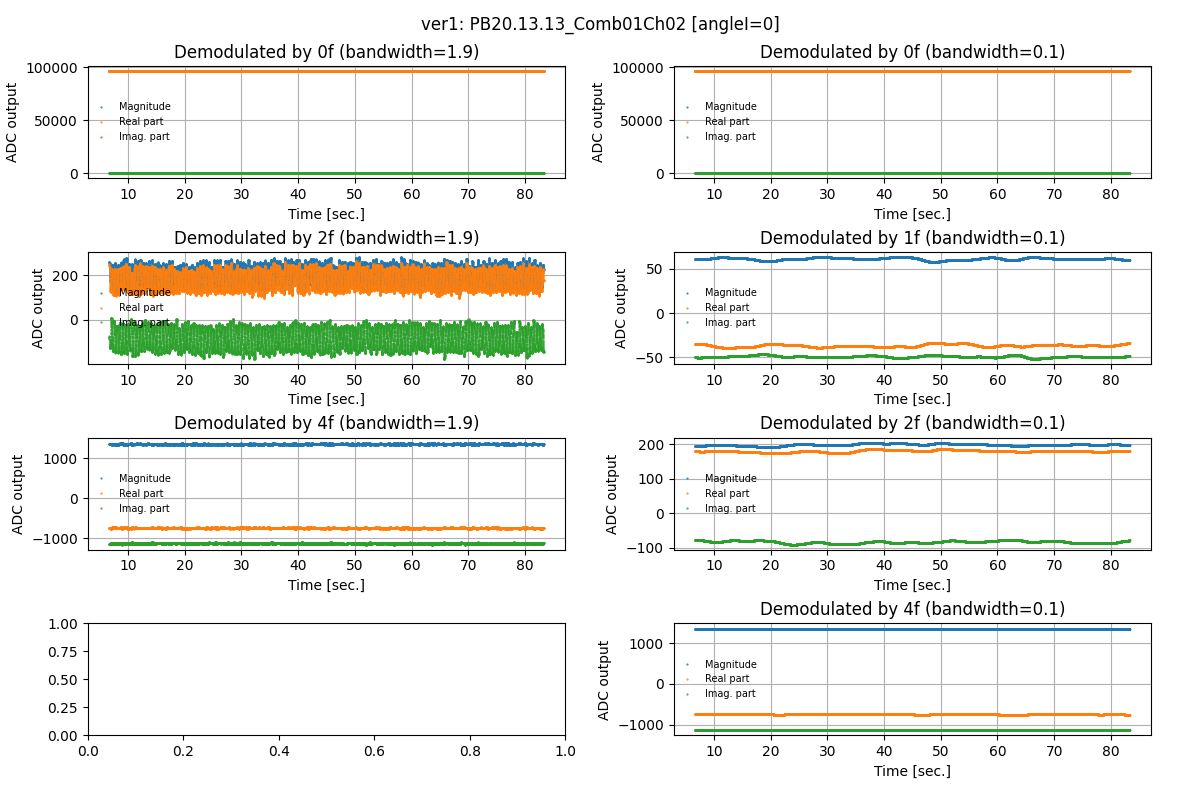 ver1: PB20.13.13_Comb01Ch02 [angleI=0]
Demodulated by 0f (bandwidth=1.9)
100000
50000
0
ADC output
Magnitude
Real part
Imag. part
10 20 30 40 50 60 70 80
Time [sec.]
Demodulated by 0f (bandwidth=0.1)
100000
50000
0
ADC output
Magnitude
Real part
Imag. part
10 20 30 40 50 60 70 80
Time [sec.]
Demodulated by 2f (bandwidth=1.9)
200
0
ADC output
Magnitude
Real part
Imag. part
10 20 30 40 50 60 70 80
Time [sec.]
Demodulated by 1f (bandwidth=0.1)
50
0
−50
ADC output
Magnitude
Real part
Imag. part
10 20 30 40 50 60 70 80
Time [sec.]
Demodulated by 4f (bandwidth=1.9)
1000
0
−1000
ADC output
Magnitude
Real part
Imag. part
10 20 30 40 50 60 70 80
Time [sec.]
Demodulated by 2f (bandwidth=0.1)
200
100
0
−100
ADC output
Magnitude
Real part
Imag. part
10 20 30 40 50 60 70 80
Time [sec.]
1.00
0.75
0.50
0.25
0.00
0.0 0.2 0.4 0.6 0.8 1.0
Demodulated by 4f (bandwidth=0.1)
1000
0
−1000
ADC output
Magnitude
Real part
Imag. part
10 20 30 40 50 60 70 80
Time [sec.]